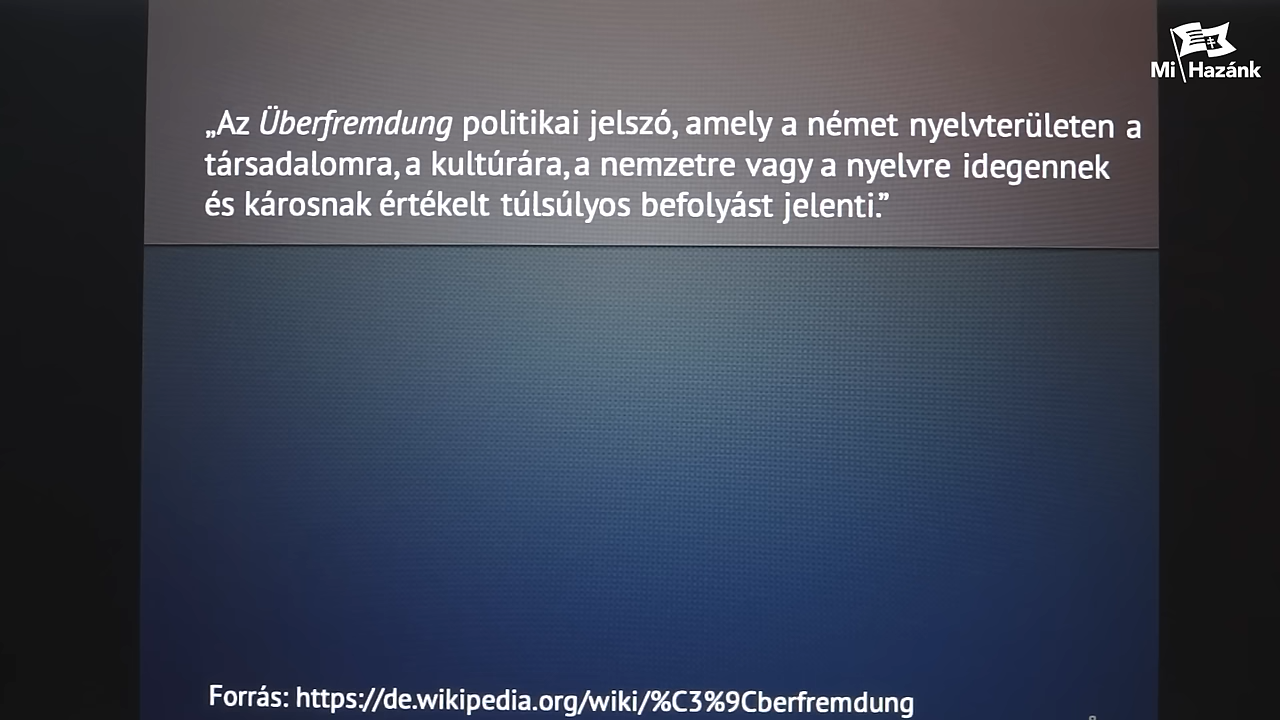 Mi Hazánk
„Az Überfremdung politikai jelszó, amely a német nyelvterületen a
társadalomra, a kultúrára, a nemzetre vagy a nyelvre idegennek
és károsnak értékelt túlsúlyos befolyást jelenti.”
Forrás: https://de.wikipedia.org/wiki/%C3%9Cberfremdung